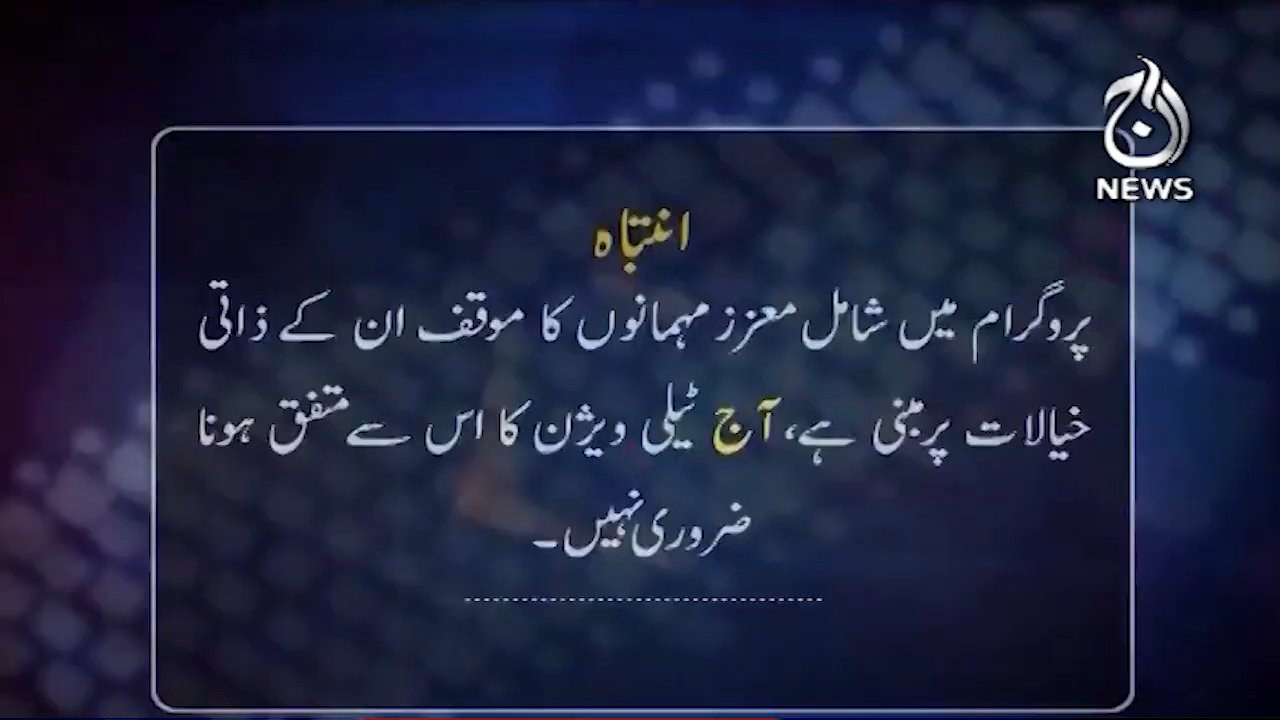 آج
NEWS
انتباہ
پروگرام میں شامل معزز مہمانوں کا موقف ان کے ذاتی
خیالات پر مبنی ہے، آج ٹیلی ویژن کا اس سے متفق ہونا
ضروری نہیں۔